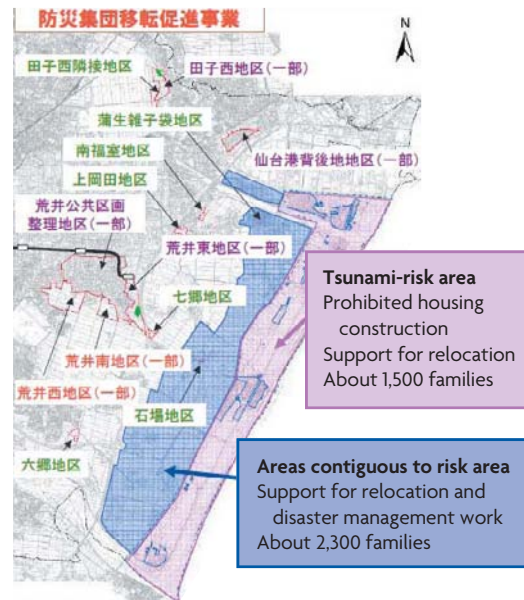 防災集団移転促進事業
N
田子西隣接地区
田子西地区(一部)
蒲生雑子袋地区
南福室地区
仙台港背後地地区(一部)
上岡田地区
荒井公共区画
整理地区(一部)
荒井東地区(一部)
七郷地区
Tsunami-risk area
Prohibited housing
construction
Support for relocation
About 1,500 families
荒井南地区(一部)
荒井西地区(一部)
石場地区
六郷地区
Areas contiguous to risk area
Support for relocation and
disaster management work
About 2,300 families